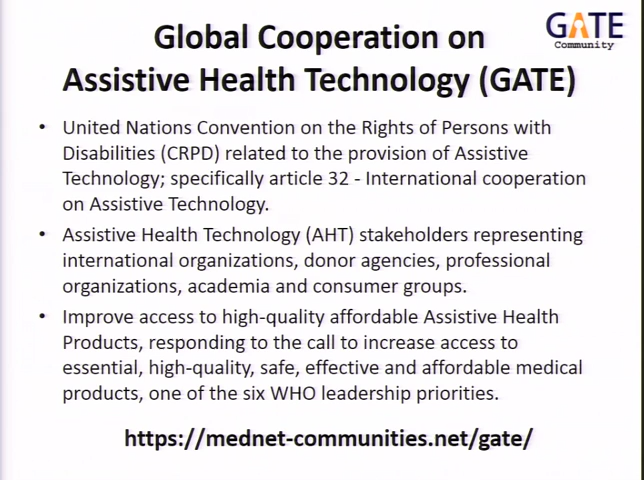 Global Cooperation on
Assistive Health Technology (GATE)
GATE
Community
• United Nations Convention on the Rights of Persons with
Disabilities (CRPD) related to the provision of Assistive
Technology; specifically article 32 - International cooperation
on Assistive Technology.
• Assistive Health Technology (AHT) stakeholders representing
international organizations, donor agencies, professional
organizations, academia and consumer groups.
• Improve access to high-quality affordable Assistive Health
Products, responding to the call to increase access to
essential, high-quality, safe, effective and affordable medical
products, one of the six WHO leadership priorities.
https://mednet-communities.net/gate/